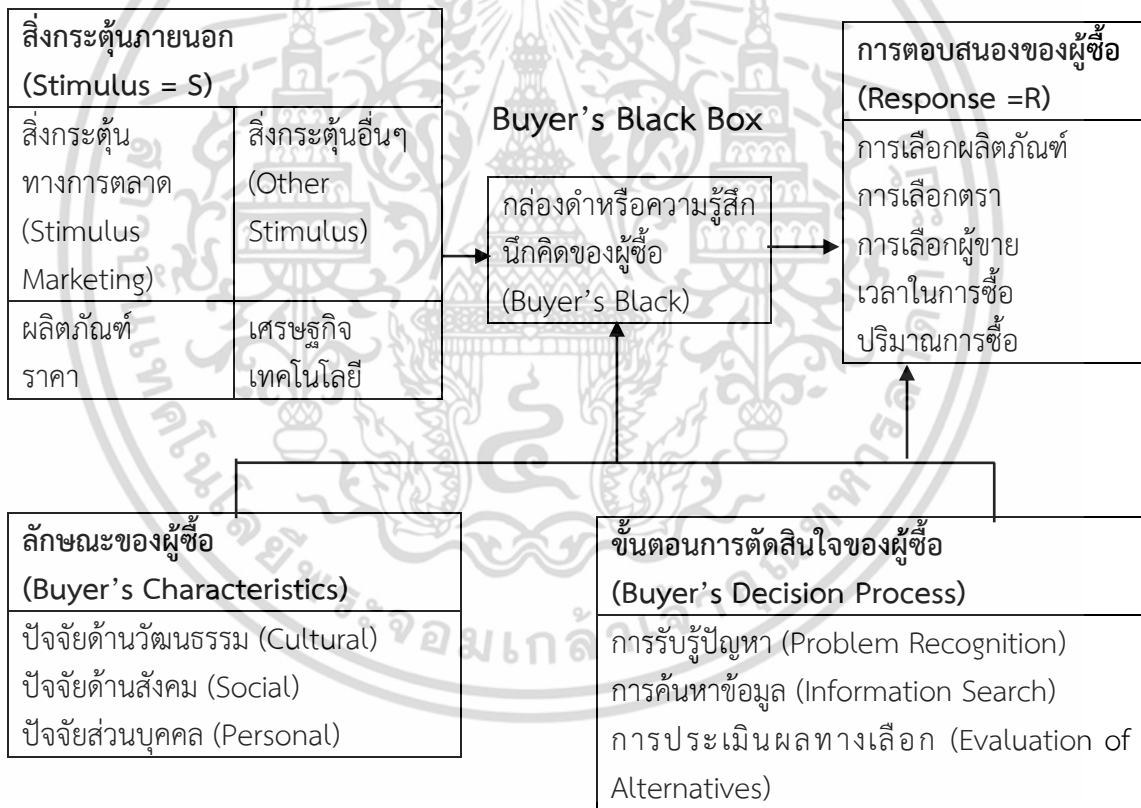 สิ่งกระตุ้นภายนอก
(Stimulus = S)
สิ่งกระตุ้น
ทางการตลาด
(Stimulus
Marketing)
สิ่งกระตุ้นอื่นๆ
(Other
Stimulus)
ผลิตภัณฑ์
ราคา
เศรษฐกิจ
เทคโนโลยี
Buyer's Black Box
กล่องดำหรือความรู้สึก
นึกคิดของผู้ซื้อ
(Buyer's Black)
การตอบสนองของผู้ซื้อ
(Response =R)
การเลือกผลิตภัณฑ์
การเลือกตรา
การเลือกผู้ขาย
เวลาในการซื้อ
ปริมาณการซื้อ
ลักษณะของผู้ซื้อ
(Buyer's Characteristics)
ปัจจัยด้านวัฒนธรรม (Cultural)
ปัจจัยด้านสังคม (Social)
ปัจจัยส่วนบุคคล (Personal)
ขั้นตอนการตัดสินใจของผู้ซื้อ
(Buyer's Decision Process)
การรับรู้ปัญหา (Problem Recognition)
การค้นหาข้อมูล (Information Search)
การประเมินผลทางเลือก (Evaluation of
Alternatives)